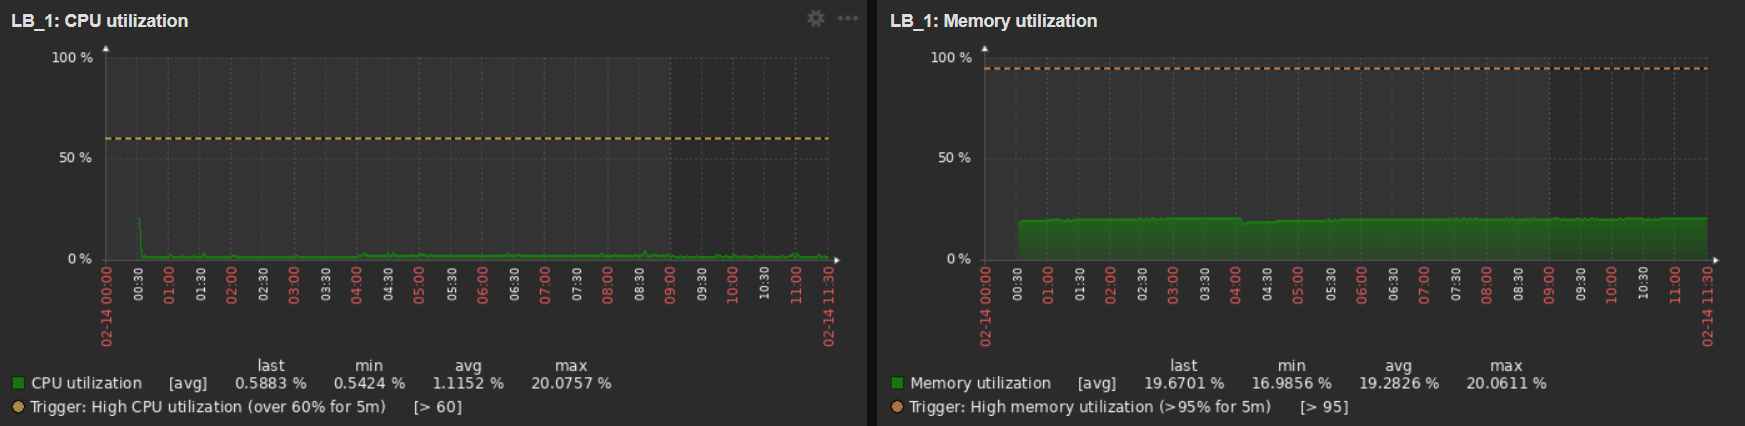 LB_1: CPU utilization
100 %
50 %
0 %
02-14 00:00 00:30 01:00 01:30 02:00 02:30 03:00 03:30 04:00 04:30 05:00 05:30 06:00 06:30 07:00 07:30 08:00 08:30 09:00 09:30 10:00 10:30 11:00 02-14 11:30
last min avg max
CPU utilization [avg] 0.5883 % 0.5424 % 1.1152 % 20.0757 %
Trigger: High CPU utilization (over 60% for 5m) [> 60]
LB_1: Memory utilization
100 %
50 %
0 %
02-14 00:00 00:30 01:00 01:30 02:00 02:30 03:00 03:30 04:00 04:30 05:00 05:30 06:00 06:30 07:00 07:30 08:00 08:30 09:00 09:30 10:00 10:30 11:00 02-14 11:30
last min avg max
Memory utilization [avg] 19.6701 % 16.9856 % 19.2826 % 20.0611 %
Trigger: High memory utilization (>95% for 5m) [> 95]